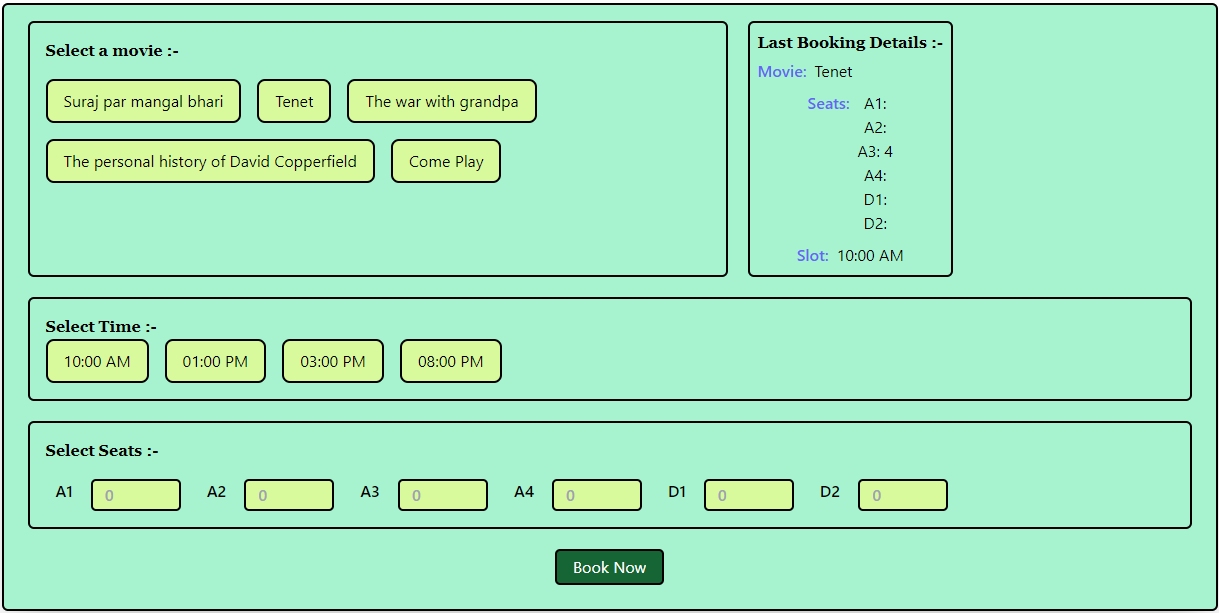 Select a movie :-
Suraj par mangal bhari Tenet The war with grandpa
The personal history of David Copperfield Come Play
Last Booking Details :-
Movie: Tenet
Seats: A1:
A2:
A3: 4
A4:
D1:
D2:
Slot: 10:00 AM
Select Time :-
10:00 AM 01:00 PM 03:00 PM 08:00 PM
Select Seats :-
A1 0 A2 0 A3 0 A4 0 D1 0 D2 0
Book Now